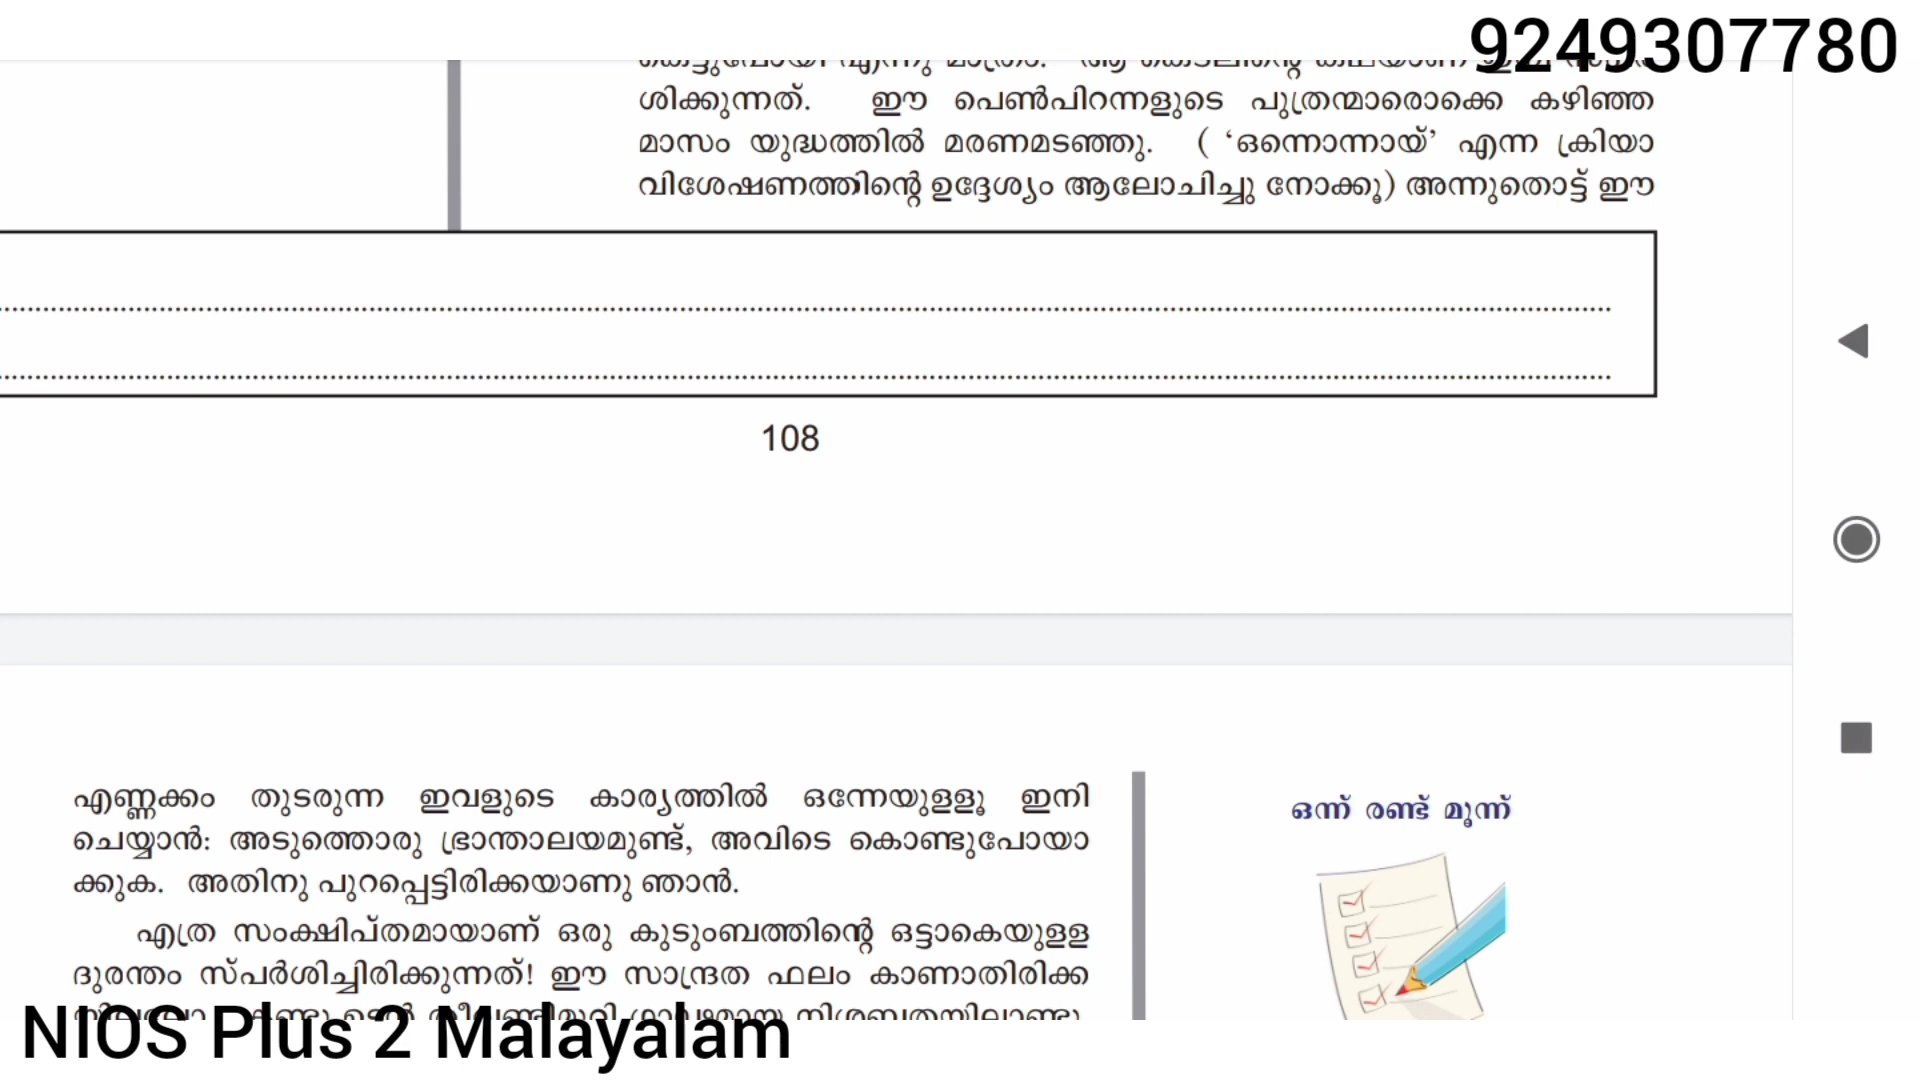 9249307780
ശിക്കുന്നത്. ഈ പെൺപിറന്നളുടെ പുത്രന്മാരൊക്കെ കഴിഞ്ഞ
മാസം യുദ്ധത്തിൽ മരണമടഞ്ഞു. ( ‘ഒന്നൊന്നായ്’ എന്ന ക്രിയാ
വിശേഷണത്തിന്റെ ഉദ്ദേശ്യം ആലോചിച്ചു നോക്കൂ) അന്നുതൊട്ട് ഈ
108
എണ്ണക്കം തുടരുന്ന ഇവളുടെ കാര്യത്തിൽ ഒന്നേയുളളൂ ഇനി
ചെയ്യാൻ: അടുത്തൊരു ഭ്രാന്താലയമുണ്ട്, അവിടെ കൊണ്ടുപോയാ
ക്കുക. അതിനു പുറപ്പെട്ടിരിക്കയാണു ഞാൻ.
എത്ര സംക്ഷിപ്തമായാണ് ഒരു കുടുംബത്തിന്റെ ഒട്ടാകെയുളള
ദുരന്തം സ്പർശിച്ചിരിക്കുന്നത്! ഈ സാന്ദ്രത ഫലം കാണാതിരിക്ക
ഒന്ന് രണ്ട് മൂന്ന്
NIOS Plus 2 Malayalam